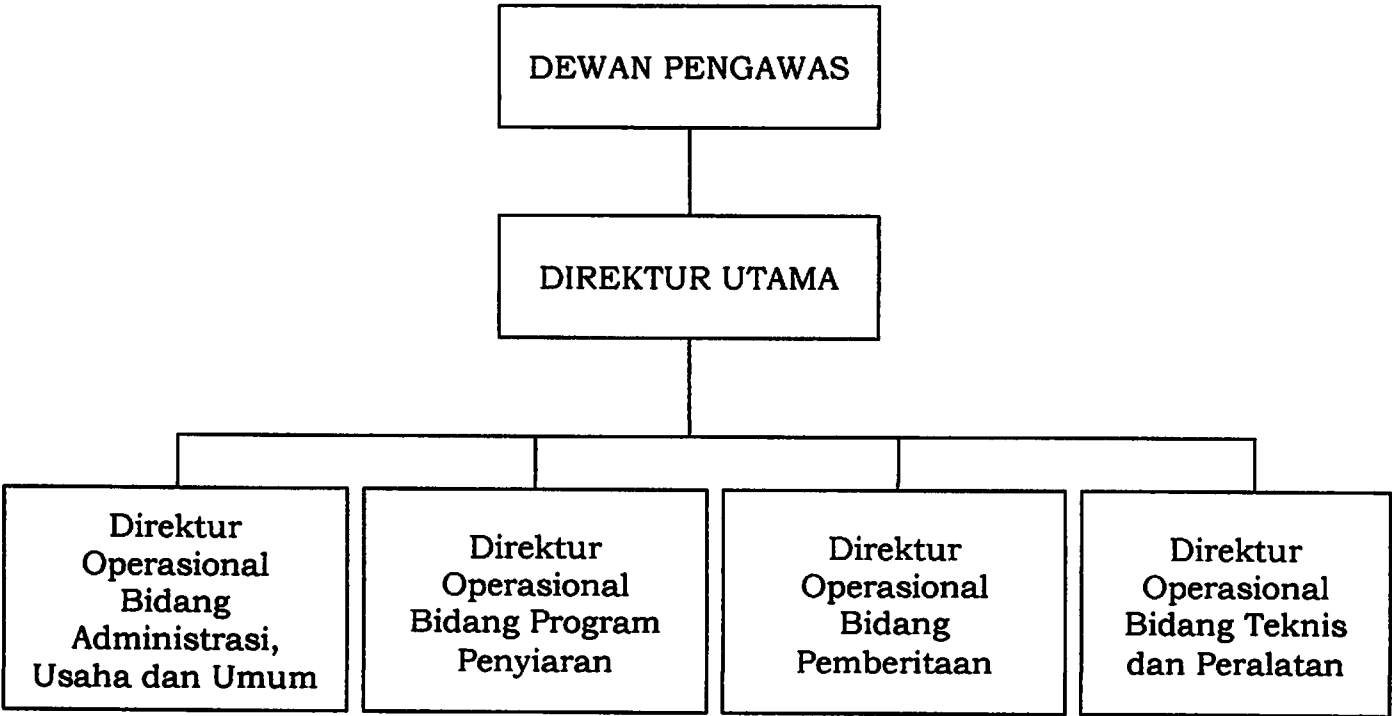 DEWAN PENGAWAS
DIREKTUR UTAMA
Direktur
Operasional
Bidang
Administrasi,
Usaha dan Umum
Direktur
Operasional
Bidang Program
Penyiaran
Direktur
Operasional
Bidang
Pemberitaan
Direktur
Operasional
Bidang Teknis
dan Peralatan